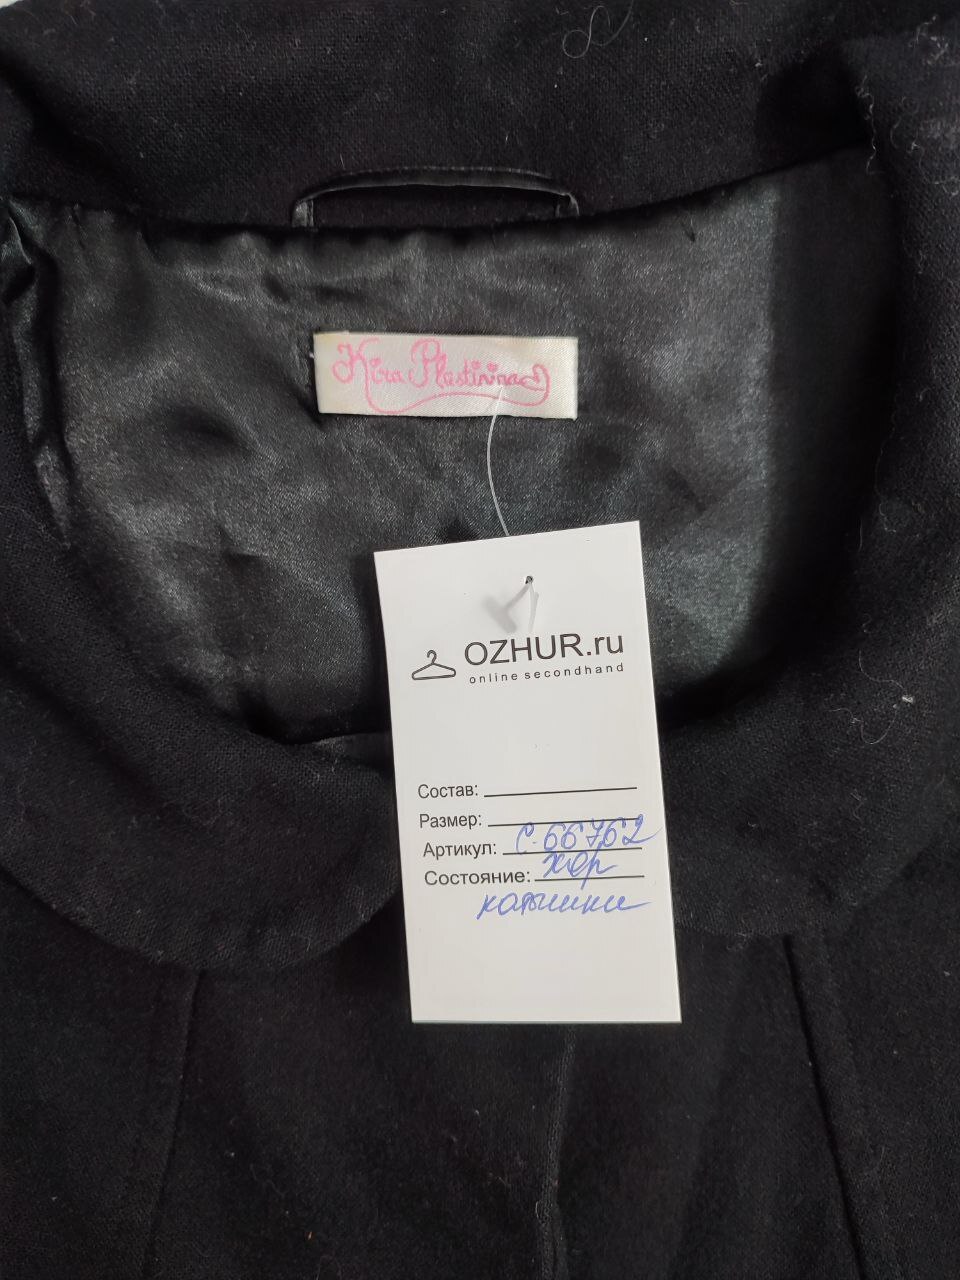 Kira Plastinina
OZHUR.ru
online secondhand
Состав:
Размер:
Артикул: С-66762
Состояние: хор
катышки